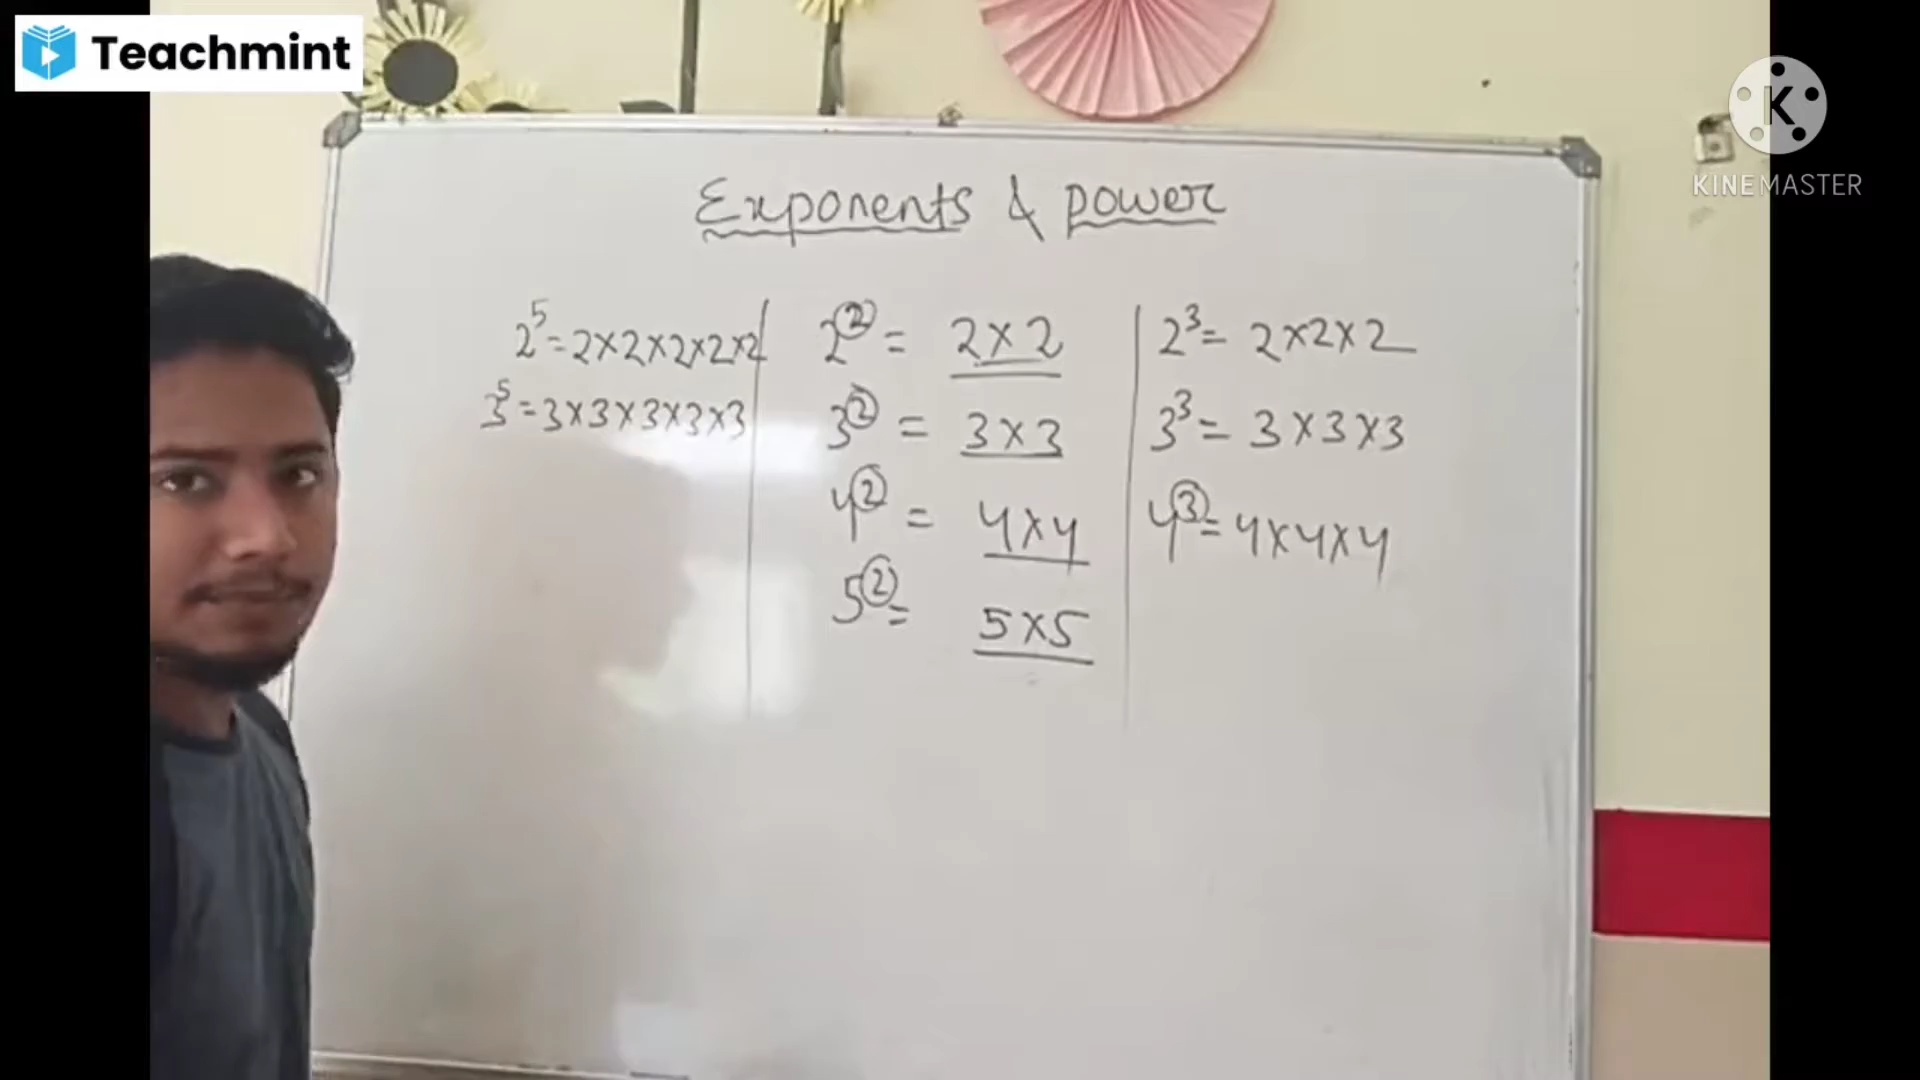 Teachmint
K
KINEMASTER
Exponents & power
2⁵=2×2×2×2×2
3⁵=3×3×3×3×3
2² = 2×2
3² = 3×3
4² = 4×4
5² = 5×5
2³= 2×2×2
3³= 3×3×3
4³= 4×4×4